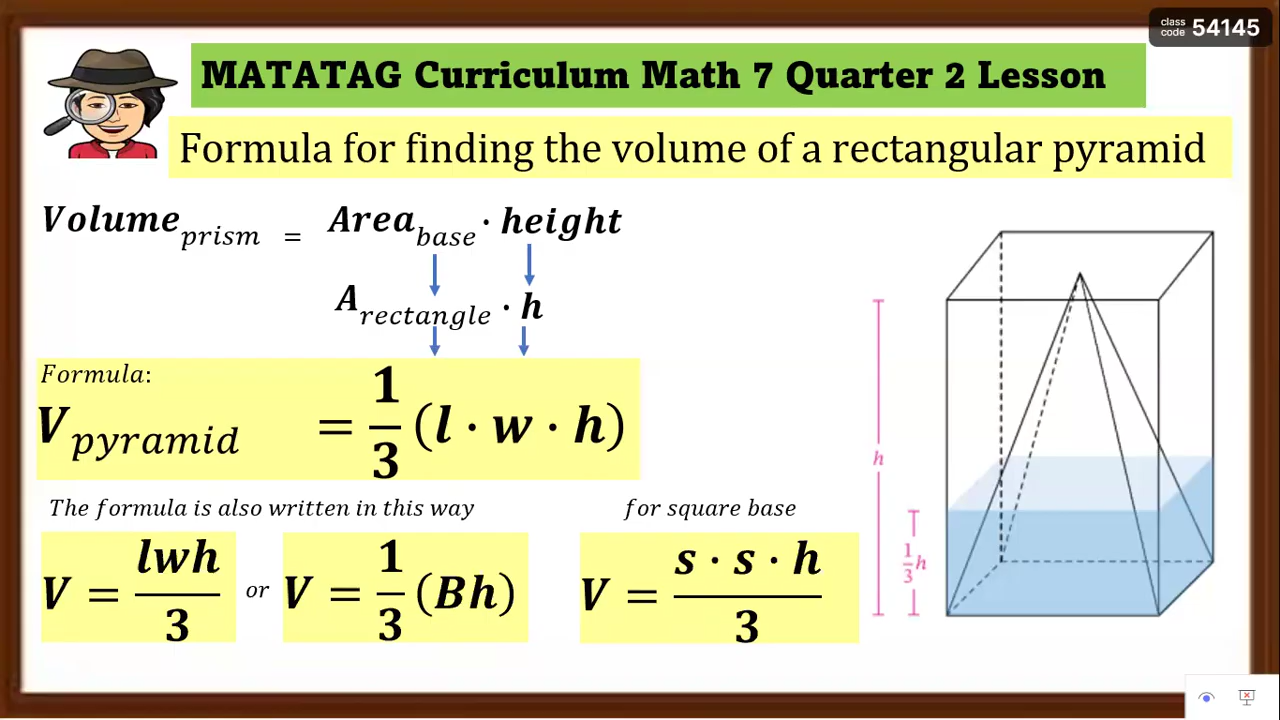 class code 54145
MATATAG Curriculum Math 7 Quarter 2 Lesson
Formula for finding the volume of a rectangular pyramid
Volume_prism = Area_base · height
A_rectangle · h
Formula:
V_pyramid = 1/3 (l · w · h)
The formula is also written in this way
for square base
V = lwh/3 or V = 1/3 (Bh)
V = s · s · h/3
h
1/3 h